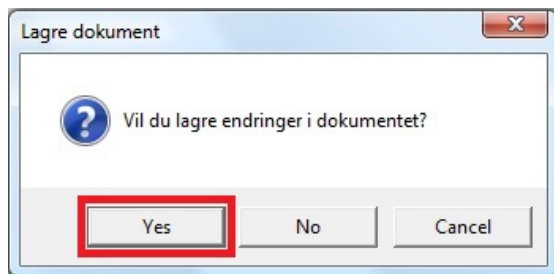 Lagre dokument
Vil du lagre endringer i dokumentet?
Yes No Cancel